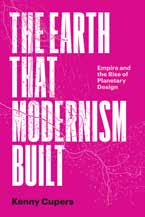 THE EARTH
THAT
Empire and
the Rise of
Planetary
Design
MODERNISM
BUILT
Kenny Cupers